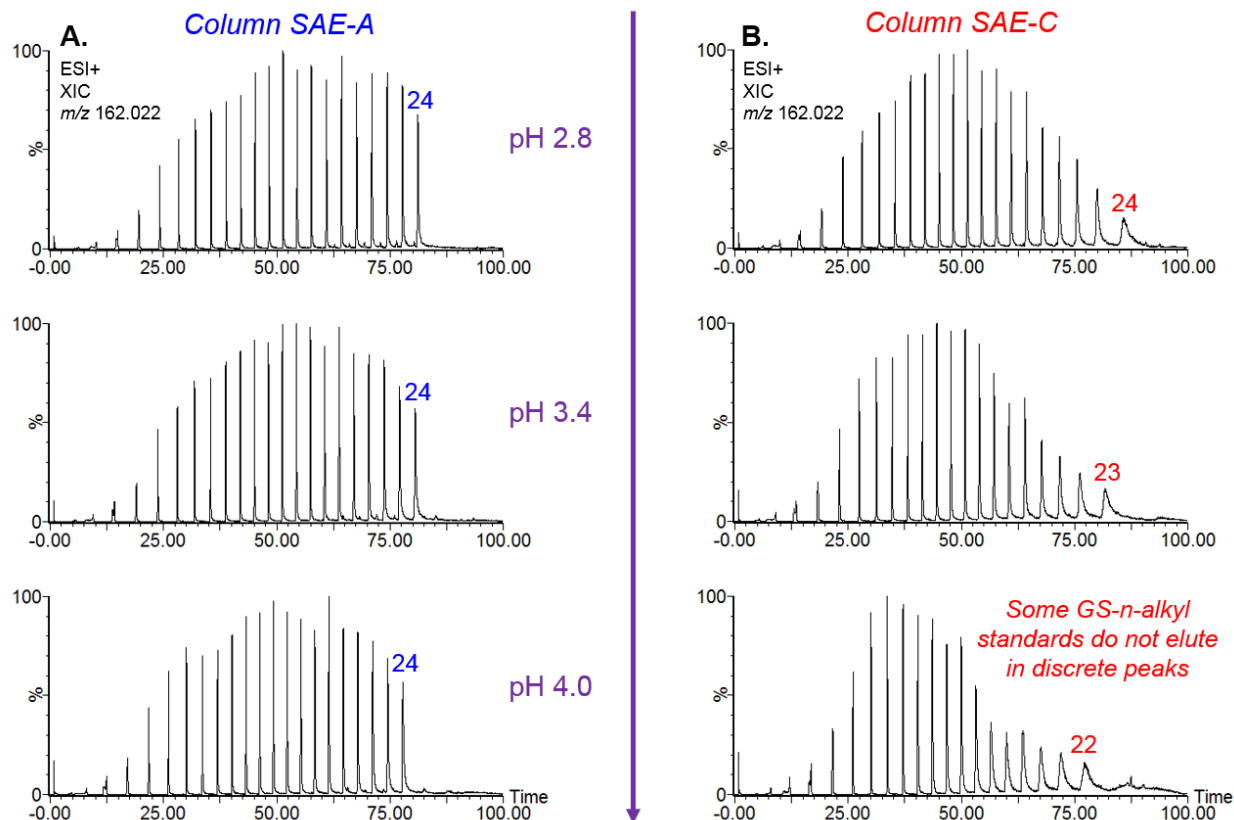 Column SAE-A
A.
ESI+
XIC
m/z 162.022
100
%
0
24
-0.00 25.00 50.00 75.00 100.00
pH 2.8
Column SAE-C
B.
ESI+
XIC
m/z 162.022
100
%
0
24
-0.00 25.00 50.00 75.00 100.00
100
%
0
24
-0.00 25.00 50.00 75.00 100.00
pH 3.4
100
%
0
23
-0.00 25.00 50.00 75.00 100.00
100
%
0
24
Time
-0.00 25.00 50.00 75.00 100.00
pH 4.0
100
%
0
Some GS-n-alkyl
standards do not elute
in discrete peaks
22
Time
-0.00 25.00 50.00 75.00 100.00